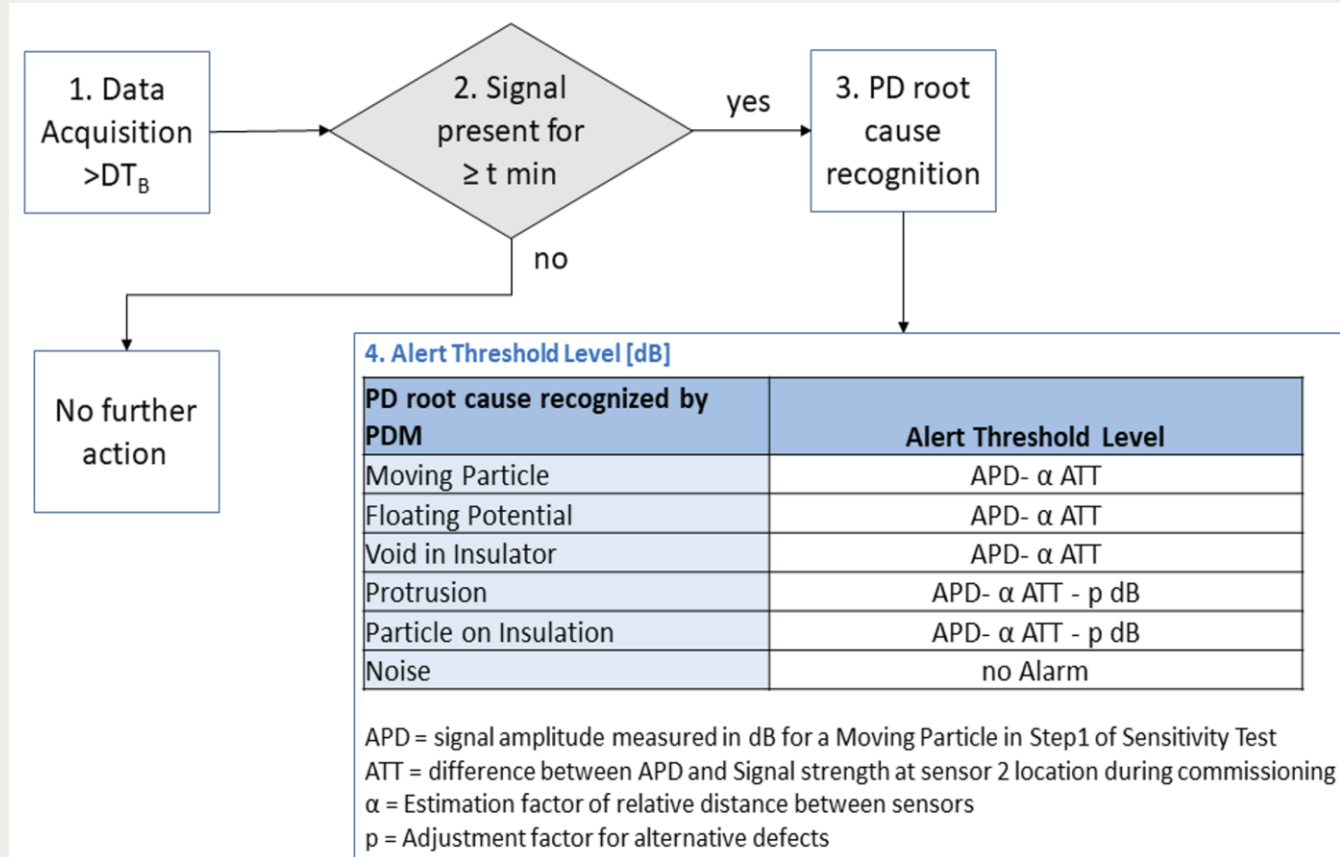 1. Data
Acquisition
>DTB
2. Signal
present for
≥ t min
yes
3. PD root
cause
recognition
no
No further
action
4. Alert Threshold Level [dB]
PD root cause recognized by
PDM
Alert Threshold Level
Moving Particle
APD- α ATT
Floating Potential
APD- α ATT
Void in Insulator
APD- α ATT
Protrusion
APD- α ATT - p dB
Particle on Insulation
APD- α ATT - p dB
Noise
no Alarm
APD = signal amplitude measured in dB for a Moving Particle in Step1 of Sensitivity Test
ATT = difference between APD and Signal strength at sensor 2 location during commissioning
α = Estimation factor of relative distance between sensors
p = Adjustment factor for alternative defects